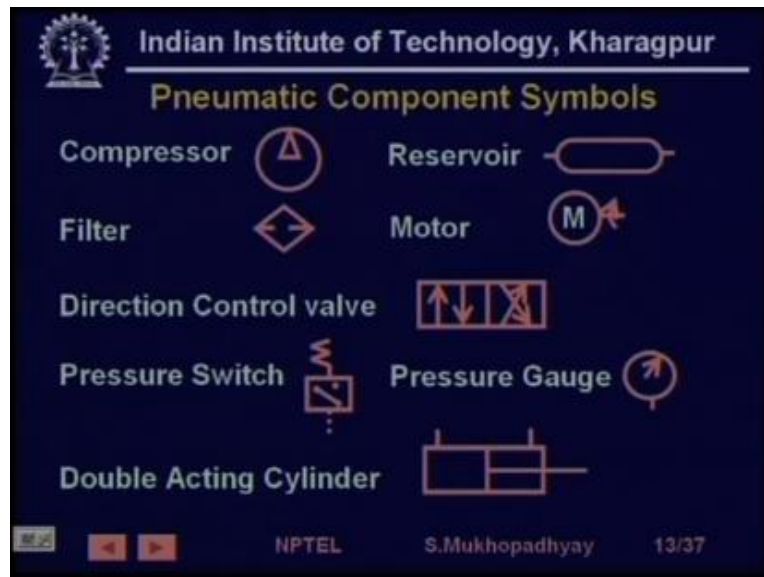 Indian Institute of Technology, Kharagpur
Pneumatic Component Symbols
Compressor Reservoir
Filter Motor M
Direction Control valve
Pressure Switch Pressure Gauge
Double Acting Cylinder
NPTEL S.Mukhopadhyay 13/37